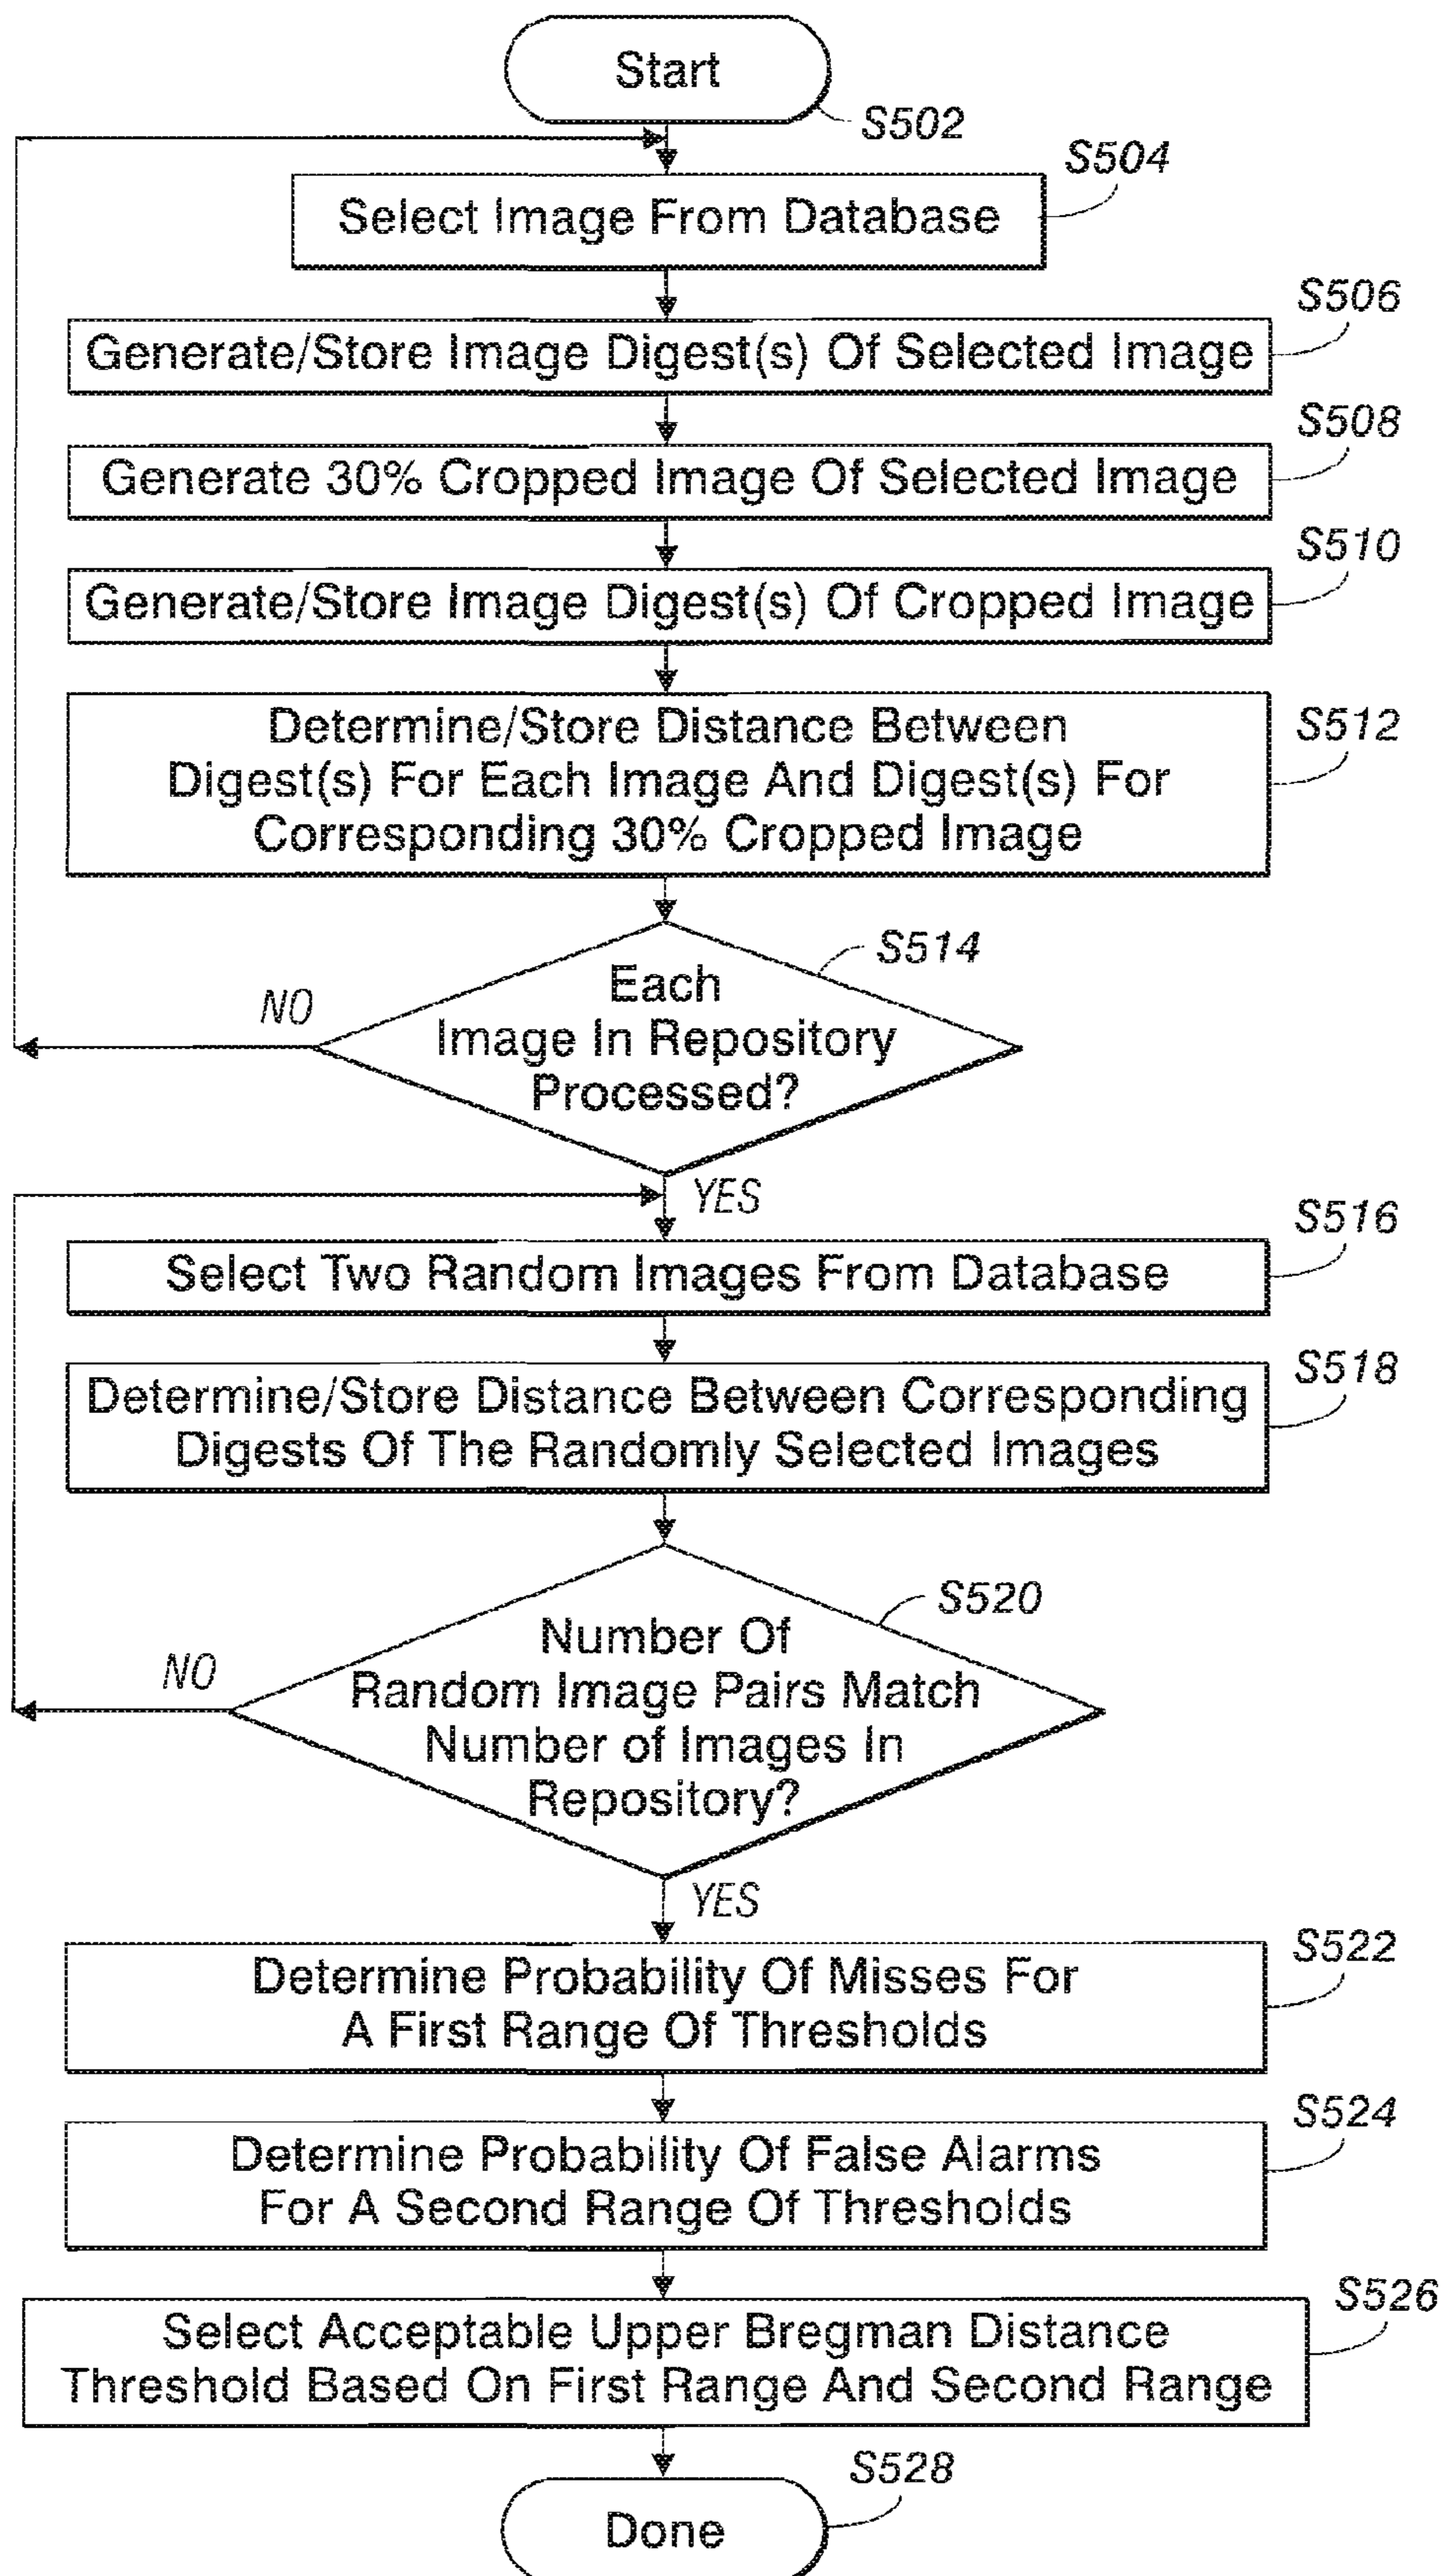 Start
S502
S504
Select Image From Database
S506
Generate/Store Image Digest(s) Of Selected Image
S508
Generate 30% Cropped Image Of Selected Image
S510
Generate/Store Image Digest(s) Of Cropped Image
S512
Determine/Store Distance Between
Digest(s) For Each Image And Digest(s) For
Corresponding 30% Cropped Image
S514
Each
Image In Repository
Processed?
NO
YES
S516
Select Two Random Images From Database
S518
Determine/Store Distance Between Corresponding
Digests Of The Randomly Selected Images
S520
Number Of
Random Image Pairs Match
Number of Images In
Repository?
NO
YES
S522
Determine Probability Of Misses For
A First Range Of Thresholds
S524
Determine Probability Of False Alarms
For A Second Range Of Thresholds
S526
Select Acceptable Upper Bregman Distance
Threshold Based On First Range And Second Range
S528
Done